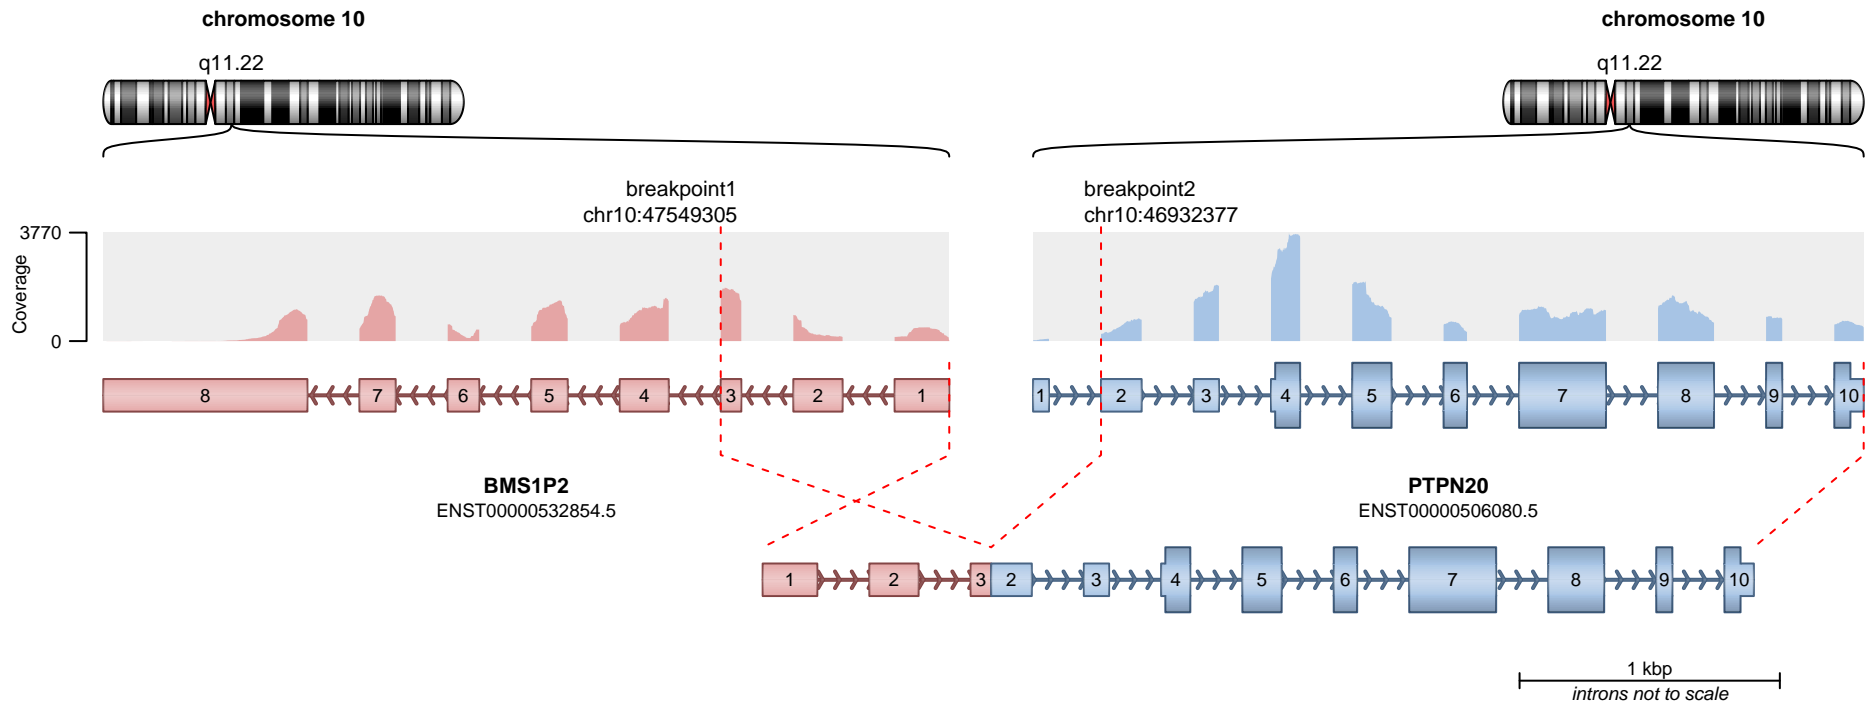 chromosome 10
chromosome 10
q11.22
q11.22
breakpoint1
chr10:47549305
breakpoint2
chr10:46932377
3770
Coverage
0
8 7 6 5 4 3 2 1
1 2 3 4 5 6 7 8 9 10
BMS1P2
ENST00000532854.5
PTPN20
ENST00000506080.5
1 2 3 2 3 4 5 6 7 8 9 10
1 kbp
introns not to scale